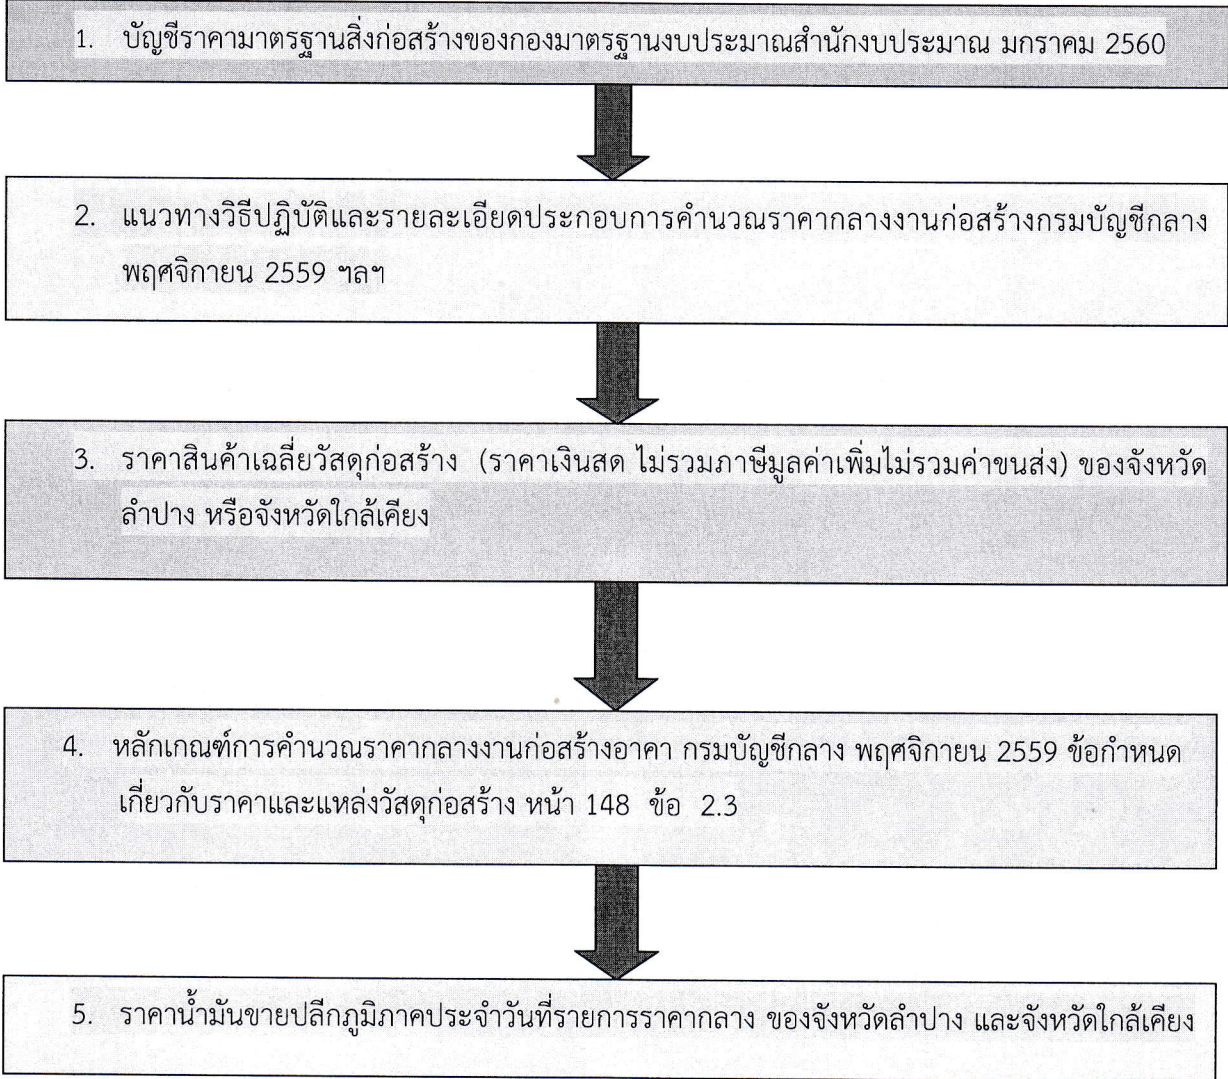 1. บัญชีราคามาตรฐานสิ่งก่อสร้างของกองมาตรฐานงบประมาณสำนักงบประมาณ มกราคม 2560
2. แนวทางวิธีปฏิบัติและรายละเอียดประกอบการคำนวณราคากลางงานก่อสร้างกรมบัญชีกลาง
พฤศจิกายน 2559 ฯลฯ
3. ราคาสินค้าเฉลี่ยวัสดุก่อสร้าง (ราคาเงินสด ไม่รวมภาษีมูลค่าเพิ่มไม่รวมค่าขนส่ง) ของจังหวัด
ลำปาง หรือจังหวัดใกล้เคียง
4. หลักเกณฑ์การคำนวณราคากลางงานก่อสร้างอาคา กรมบัญชีกลาง พฤศจิกายน 2559 ข้อกำหนด
เกี่ยวกับราคาและแหล่งวัสดุก่อสร้าง หน้า 148 ข้อ 2.3
5. ราคาน้ำมันขายปลีกภูมิภาคประจำวันที่รายการราคากลาง ของจังหวัดลำปาง และจังหวัดใกล้เคียง